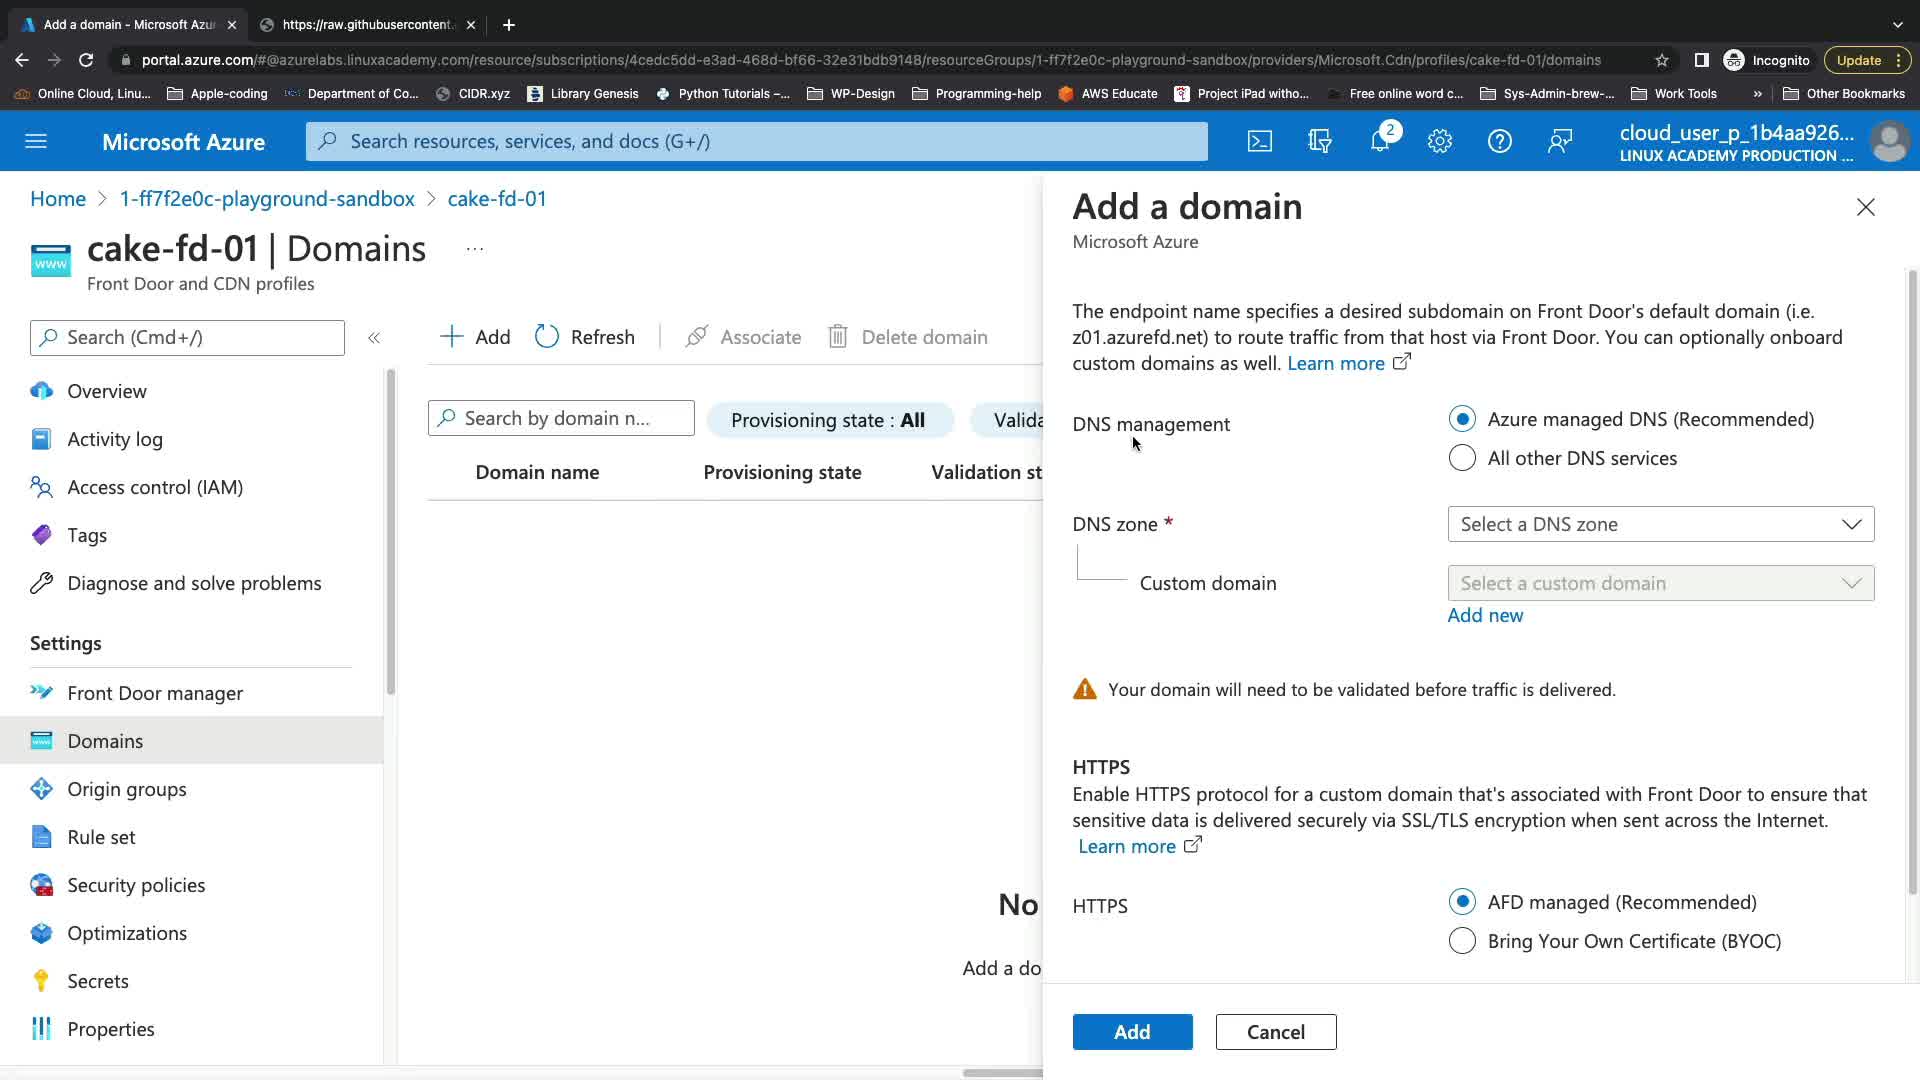 Add a domain - Microsoft Azu
https://raw.githubusercontent.
portal.azure.com/#@azurelabs.linuxacademy.com/resource/subscriptions/4cedc5dd-e3ad-468d-bf66-32e31bdb9148/resourceGroups/1-ff7f2e0c-playground-sandbox/providers/Microsoft.Cdn/profiles/cake-fd-01/domains
Incognito
Update
Online Cloud, Linu...
Apple-coding
Department of Co...
CIDR.xyz
Library Genesis
Python Tutorials –...
WP-Design
Programming-help
AWS Educate
Project iPad witho...
Free online word c...
Sys-Admin-brew-...
Work Tools
»
Other Bookmarks
Microsoft Azure
Search resources, services, and docs (G+/)
2
cloud_user_p_1b4aa926...
LINUX ACADEMY PRODUCTION ...
Home > 1-ff7f2e0c-playground-sandbox > cake-fd-01
cake-fd-01 | Domains ...
Front Door and CDN profiles
Search (Cmd+/)
«
Overview
Activity log
Access control (IAM)
Tags
Diagnose and solve problems
Settings
Front Door manager
Domains
Origin groups
Rule set
Security policies
Optimizations
Secrets
Properties
Add
Refresh
Associate
Delete domain
Search by domain n...
Provisioning state : All
Valida
Domain name
Provisioning state
Validation st
No
Add a do
Add a domain
Microsoft Azure
The endpoint name specifies a desired subdomain on Front Door's default domain (i.e.
z01.azurefd.net) to route traffic from that host via Front Door. You can optionally onboard
custom domains as well. Learn more
DNS management
Azure managed DNS (Recommended)
All other DNS services
DNS zone *
Select a DNS zone
Custom domain
Select a custom domain
Add new
Your domain will need to be validated before traffic is delivered.
HTTPS
Enable HTTPS protocol for a custom domain that's associated with Front Door to ensure that
sensitive data is delivered securely via SSL/TLS encryption when sent across the Internet.
Learn more
HTTPS
AFD managed (Recommended)
Bring Your Own Certificate (BYOC)
Add
Cancel